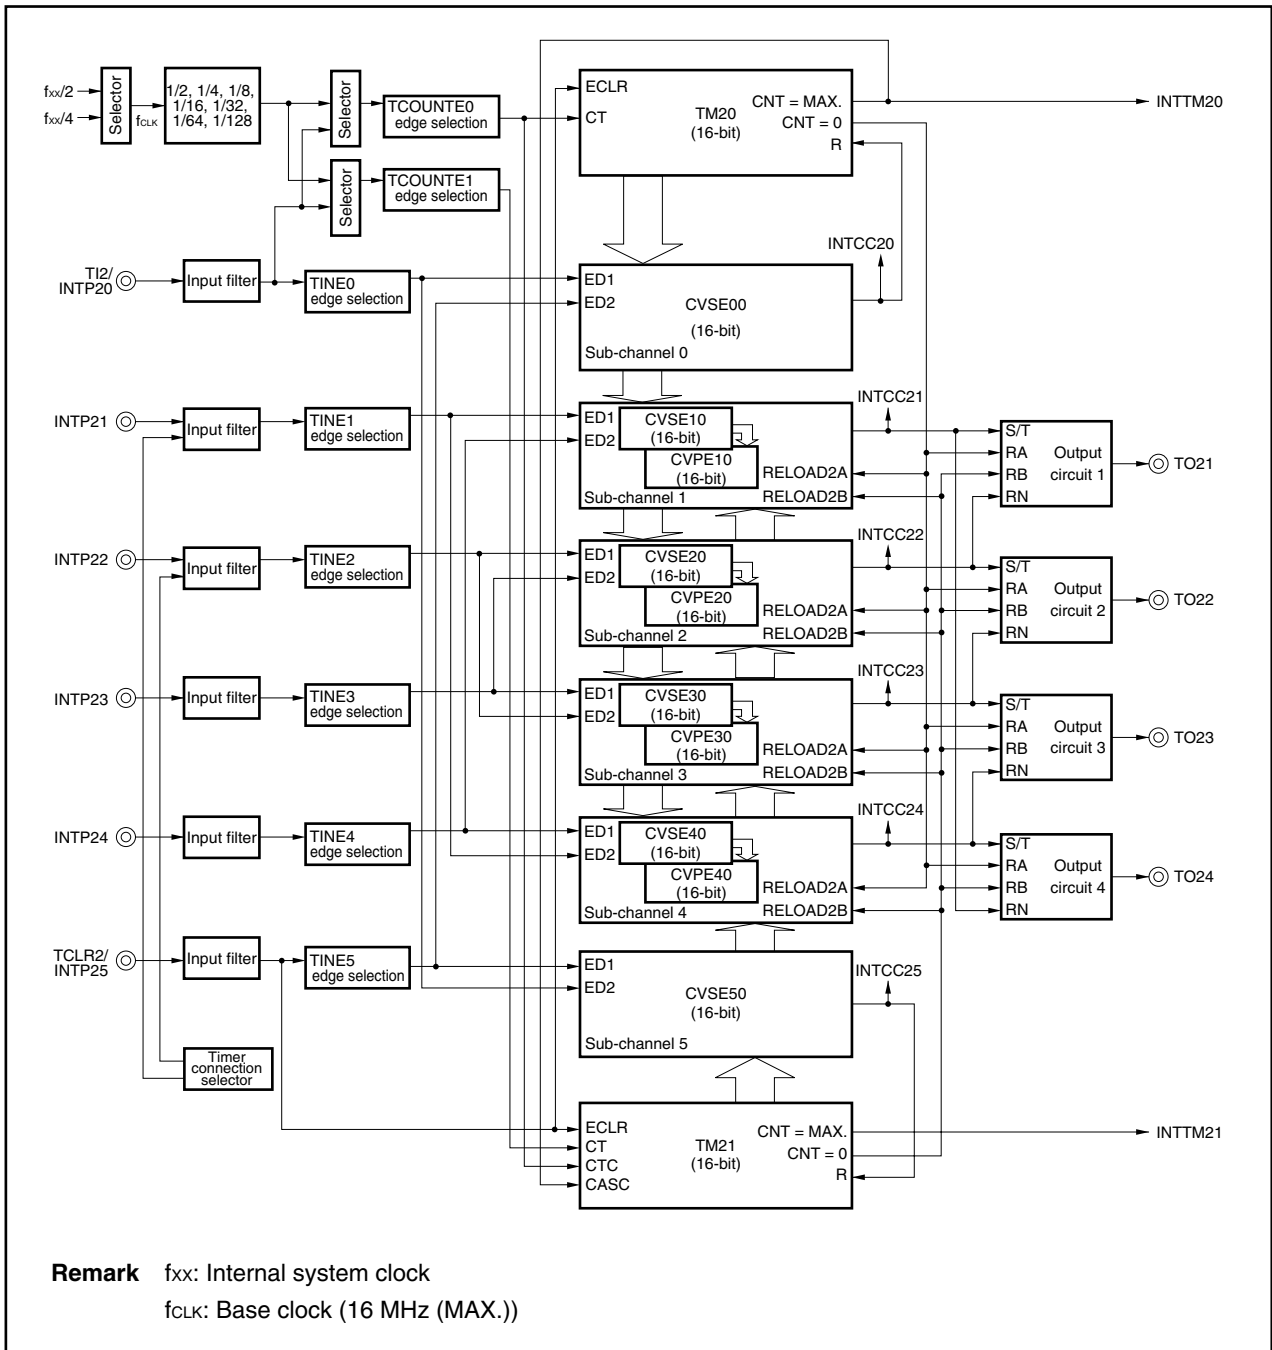 fxx/2
fxx/4
Selector
fCLK
1/2, 1/4, 1/8,
1/16, 1/32,
1/64, 1/128
Selector
TCOUNTE0
edge selection
Selector
TCOUNTE1
edge selection
ECLR
CT
TM20
(16-bit)
CNT = MAX.
CNT = 0
R
INTTM20
TI2/
INTP20
Input filter
TINE0
edge selection
ED1
ED2
CVSE00
(16-bit)
Sub-channel 0
INTCC20
INTP21
Input filter
TINE1
edge selection
ED1
ED2
CVSE10
(16-bit)
CVPE10
(16-bit)
Sub-channel 1
RELOAD2A
RELOAD2B
INTCC21
S/T
RA
RB
RN
Output
circuit 1
TO21
INTP22
Input filter
TINE2
edge selection
ED1
ED2
CVSE20
(16-bit)
CVPE20
(16-bit)
Sub-channel 2
RELOAD2A
RELOAD2B
INTCC22
S/T
RA
RB
RN
Output
circuit 2
TO22
INTP23
Input filter
TINE3
edge selection
ED1
ED2
CVSE30
(16-bit)
CVPE30
(16-bit)
Sub-channel 3
RELOAD2A
RELOAD2B
INTCC23
S/T
RA
RB
RN
Output
circuit 3
TO23
INTP24
Input filter
TINE4
edge selection
ED1
ED2
CVSE40
(16-bit)
CVPE40
(16-bit)
Sub-channel 4
RELOAD2A
RELOAD2B
INTCC24
S/T
RA
RB
RN
Output
circuit 4
TO24
TCLR2/
INTP25
Input filter
TINE5
edge selection
ED1
ED2
CVSE50
(16-bit)
Sub-channel 5
INTCC25
Timer
connection
selector
ECLR
CT
CTC
CASC
TM21
(16-bit)
CNT = MAX.
CNT = 0
R
INTTM21
Remark fxx: Internal system clock
fCLK: Base clock (16 MHz (MAX.))